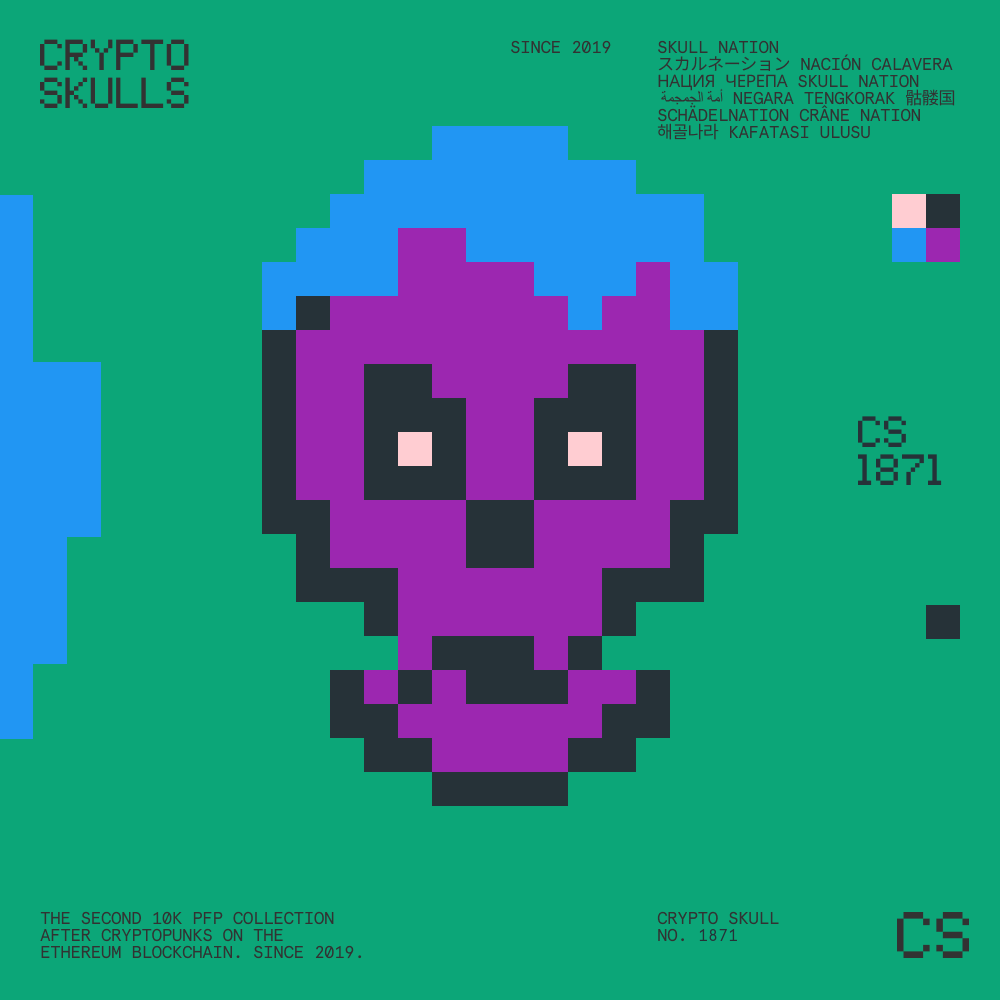 CRYPTO
SKULLS
SINCE 2019
SKULL NATION
スカルネーション NACIÓN CALAVERA
НАЦИЯ ЧЕРЕПА SKULL NATION
أمة الجمجمة NEGARA TENGKORAK 骷髅国
SCHÄDELNATION CRÂNE NATION
해골나라 KAFATASI ULUSU
CS
1871
THE SECOND 10K PFP COLLECTION
AFTER CRYPTOPUNKS ON THE
ETHEREUM BLOCKCHAIN. SINCE 2019.
CRYPTO SKULL
NO. 1871
CS